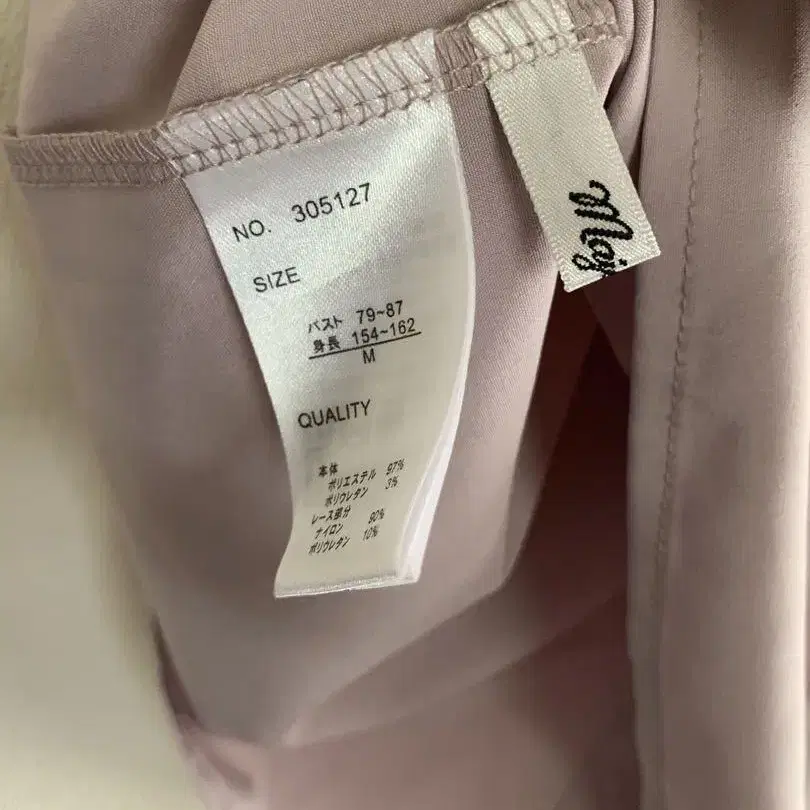 NO. 305127
SIZE
バスト 79~87
身長 154~162
M
QUALITY
本体
ポリエステル 97%
ポリウレタン 3%
レース部分
ナイロン 90%
ポリウレタン 10%